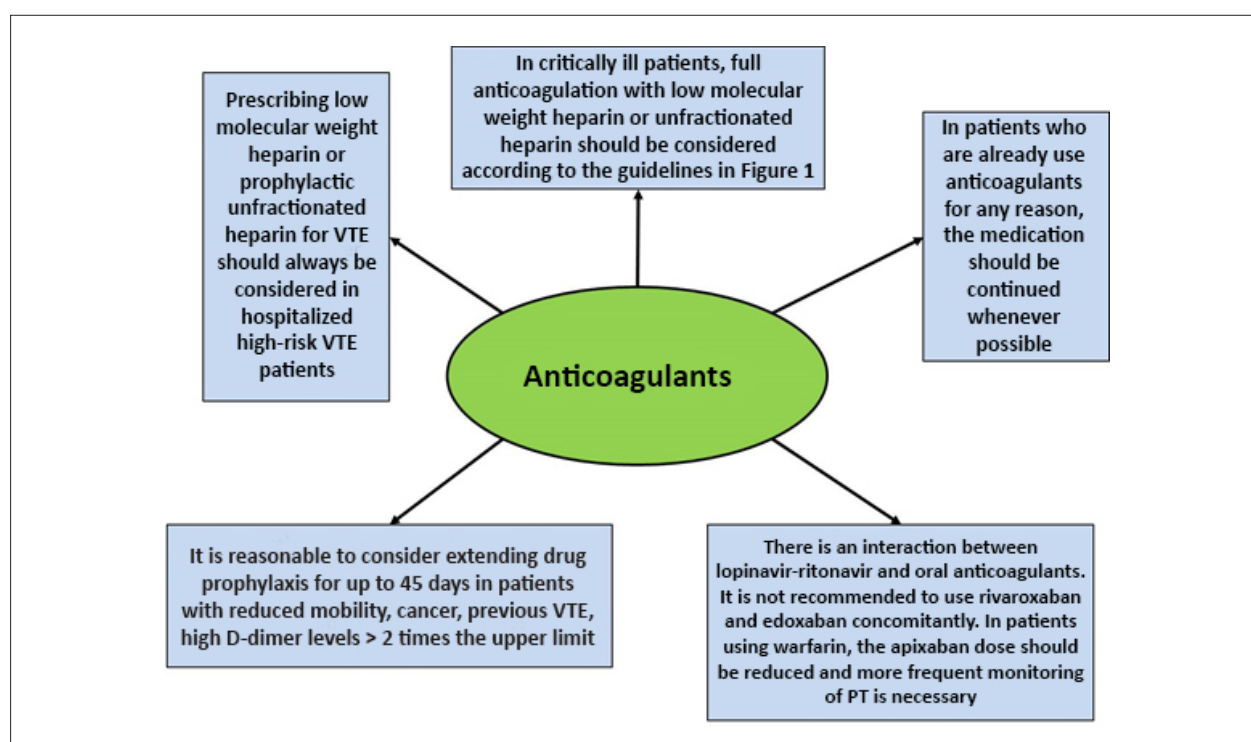 Prescribing low
molecular weight
heparin or
prophylactic
unfractionated
heparin for VTE
should always be
considered in
hospitalized
high-risk VTE
patients
In critically ill patients, full
anticoagulation with low molecular
weight heparin or unfractionated
heparin should be considered
according to the guidelines in Figure 1
In patients who
are already use
anticoagulants
for any reason,
the medication
should be
continued
whenever
possible
Anticoagulants
It is reasonable to consider extending drug
prophylaxis for up to 45 days in patients
with reduced mobility, cancer, previous VTE,
high D-dimer levels > 2 times the upper limit
There is an interaction between
lopinavir-ritonavir and oral anticoagulants.
It is not recommended to use rivaroxaban
and edoxaban concomitantly. In patients
using warfarin, the apixaban dose should
be reduced and more frequent monitoring
of PT is necessary